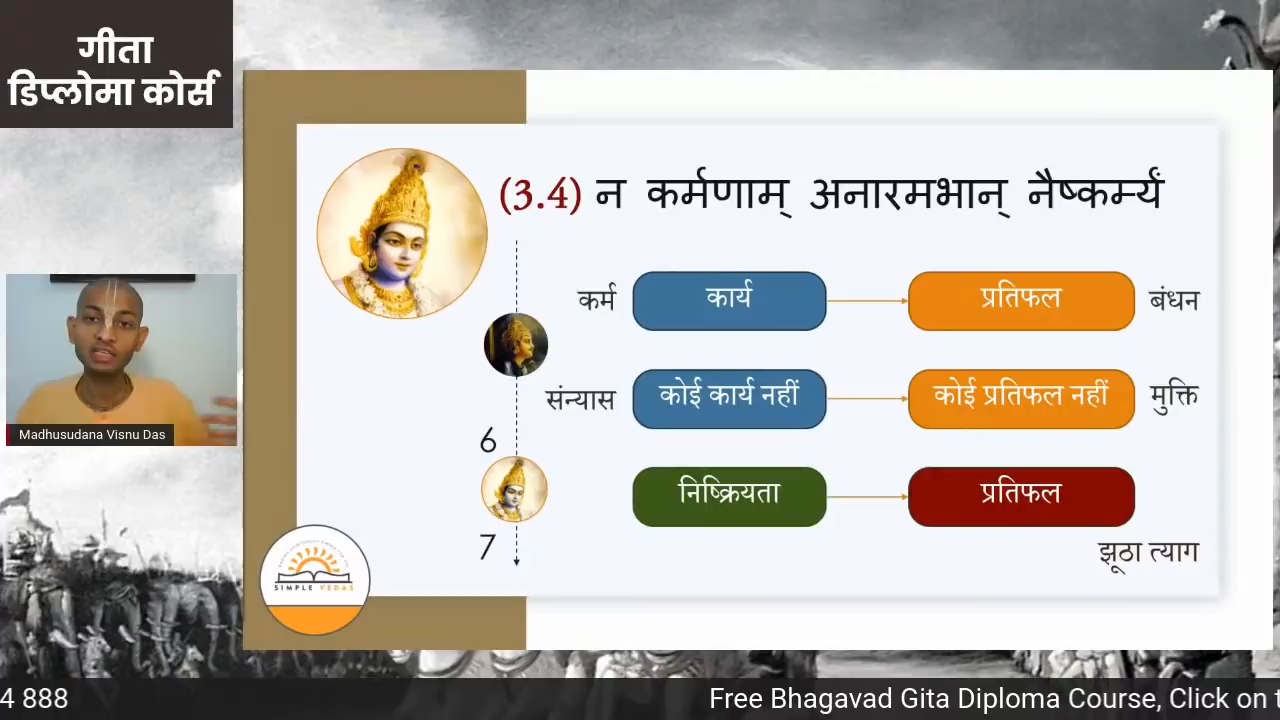 गीता
डिप्लोमा कोर्स
(3.4) न कर्मणाम् अनारमभान् नैष्कर्म्यं
कर्म कार्य प्रतिफल बंधन
संन्यास कोई कार्य नहीं कोई प्रतिफल नहीं मुक्ति
6
निष्क्रियता प्रतिफल
7
झूठा त्याग
Madhusudana Visnu Das
SIMPLE VEDAS
4 888
Free Bhagavad Gita Diploma Course, Click on